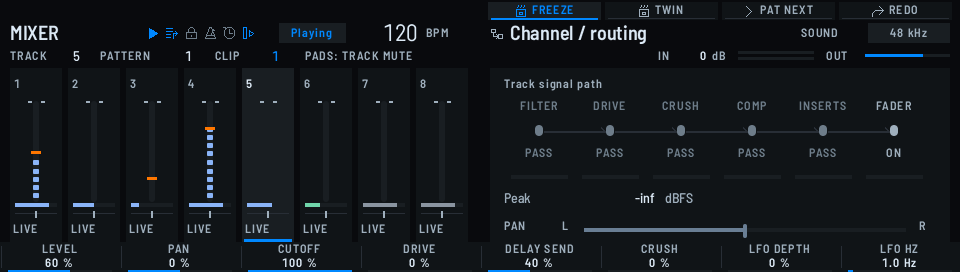 FREEZE TWIN PAT NEXT REDO
MIXER Playing 120 BPM Channel / routing SOUND 48 kHz
TRACK 5 PATTERN 1 CLIP 1 PADS: TRACK MUTE IN 0 dB OUT
1 2 3 4 5 6 7 8
Track signal path
FILTER DRIVE CRUSH COMP INSERTS FADER
PASS PASS PASS PASS PASS ON
Peak -inf dBFS
PAN L R
LIVE LIVE LIVE LIVE LIVE LIVE LIVE LIVE
LEVEL PAN CUTOFF DRIVE DELAY SEND CRUSH LFO DEPTH LFO HZ
60 % 0 % 100 % 0 % 40 % 0 % 0 % 1.0 Hz